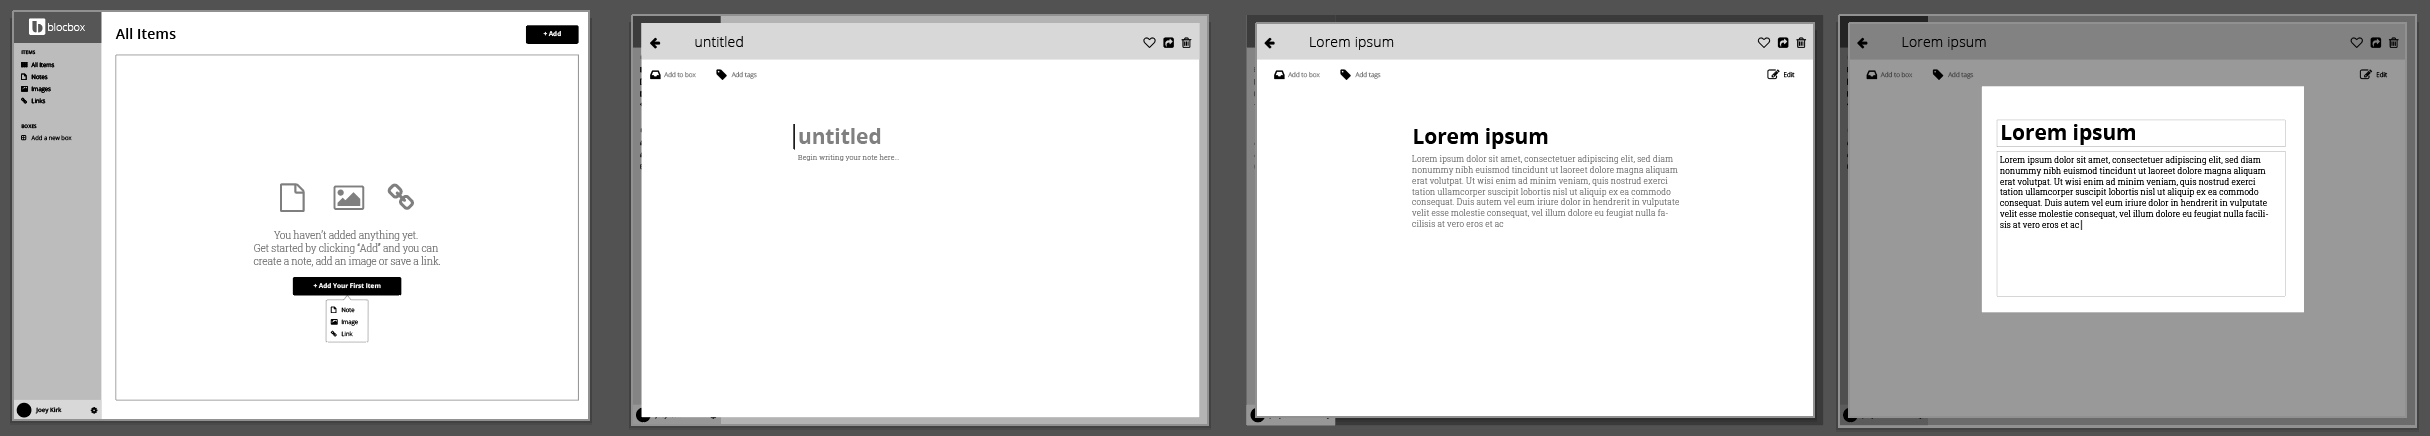 blocbox
ITEMS
All Items
Notes
Images
Links
BOXES
Add a new box
Joey Kirk
All Items
+ Add
You haven't added anything yet.
Get started by clicking "Add" and you can
create a note, add an image or save a link.
+ Add Your First Item
Note
Image
Link
untitled
Add to box
Add tags
untitled
Begin writing your note here...
Lorem ipsum
Add to box
Add tags
Edit
Lorem ipsum
Lorem ipsum dolor sit amet, consectetuer adipiscing elit, sed diam
nonummy nibh euismod tincidunt ut laoreet dolore magna aliquam
erat volutpat. Ut wisi enim ad minim veniam, quis nostrud exerci
tation ullamcorper suscipit lobortis nisl ut aliquip ex ea commodo
consequat. Duis autem vel eum iriure dolor in hendrerit in vulputate
velit esse molestie consequat, vel illum dolore eu feugiat nulla fa-
cilisis at vero eros et ac
Lorem ipsum
Add to box
Add tags
Edit
Lorem ipsum
Lorem ipsum dolor sit amet, consectetuer adipiscing elit, sed diam
nonummy nibh euismod tincidunt ut laoreet dolore magna aliquam
erat volutpat. Ut wisi enim ad minim veniam, quis nostrud exerci
tation ullamcorper suscipit lobortis nisl ut aliquip ex ea commodo
consequat. Duis autem vel eum iriure dolor in hendrerit in vulputate
velit esse molestie consequat, vel illum dolore eu feugiat nulla facili-
sis at vero eros et ac